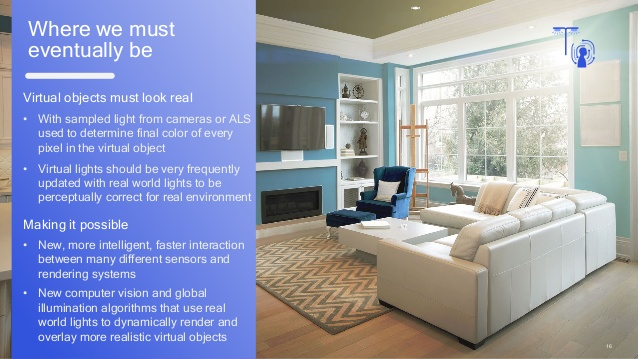 Where we must
eventually be
Virtual objects must look real
• With sampled light from cameras or ALS
used to determine final color of every
pixel in the virtual object
• Virtual lights should be very frequently
updated with real world lights to be
perceptually correct for real environment
Making it possible
• New, more intelligent, faster interaction
between many different sensors and
rendering systems
• New computer vision and global
illumination algorithms that use real
world lights to dynamically render and
overlay more realistic virtual objects
16